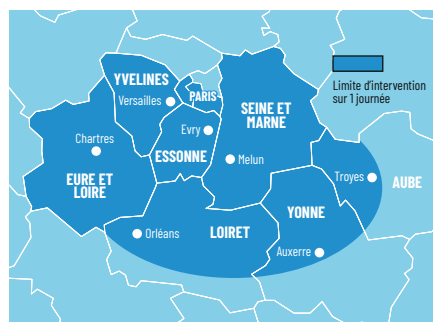 YVELINES
Versailles
PARIS
Limite d'intervention
sur 1 journée
SEINE ET
MARNE
Evry
Chartres
ESSONNE
Melun
EURE ET
LOIRE
Troyes
AUBE
YONNE
Orléans
LOIRET
Auxerre